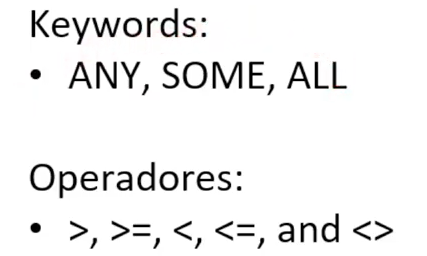 Keywords:
• ANY, SOME, ALL
Operadores:
• >, >=, <, <=, and <>